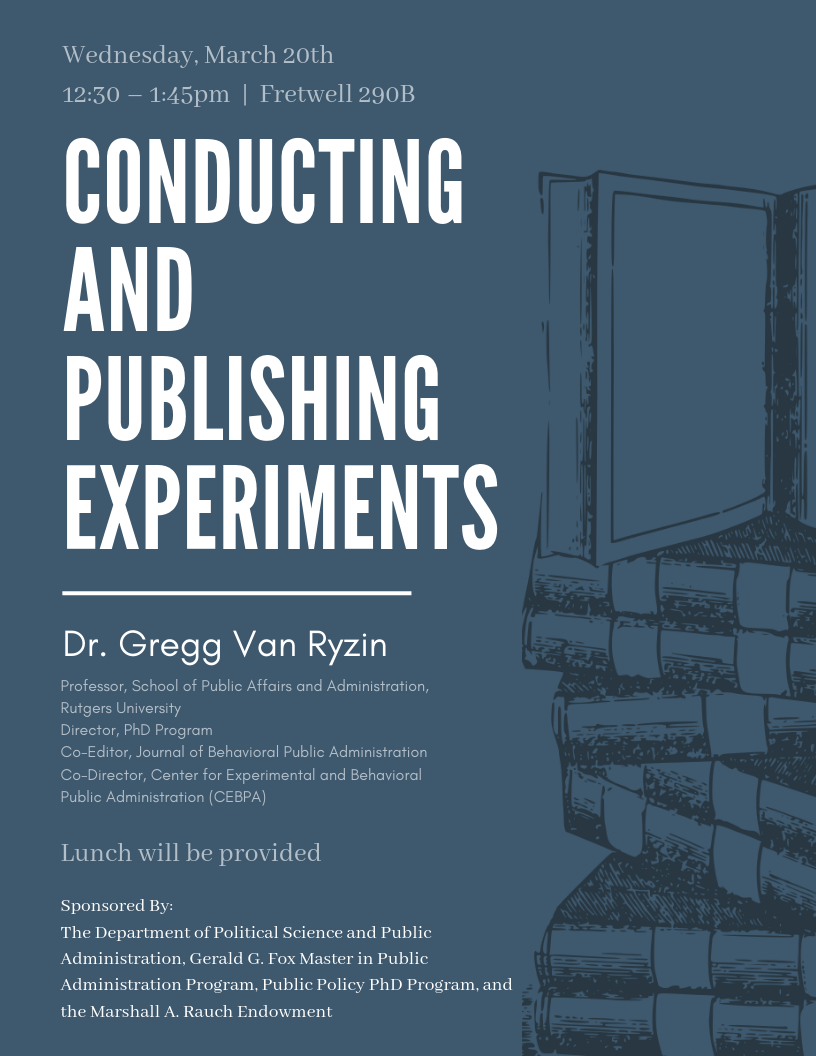 Wednesday, March 20th
12:30 – 1:45pm | Fretwell 290B
CONDUCTING
AND
PUBLISHING
EXPERIMENTS
Dr. Gregg Van Ryzin
Professor, School of Public Affairs and Administration,
Rutgers University
Director, PhD Program
Co-Editor, Journal of Behavioral Public Administration
Co-Director, Center for Experimental and Behavioral
Public Administration (CEBPA)
Lunch will be provided
Sponsored By:
The Department of Political Science and Public
Administration, Gerald G. Fox Master in Public
Administration Program, Public Policy PhD Program, and
the Marshall A. Rauch Endowment